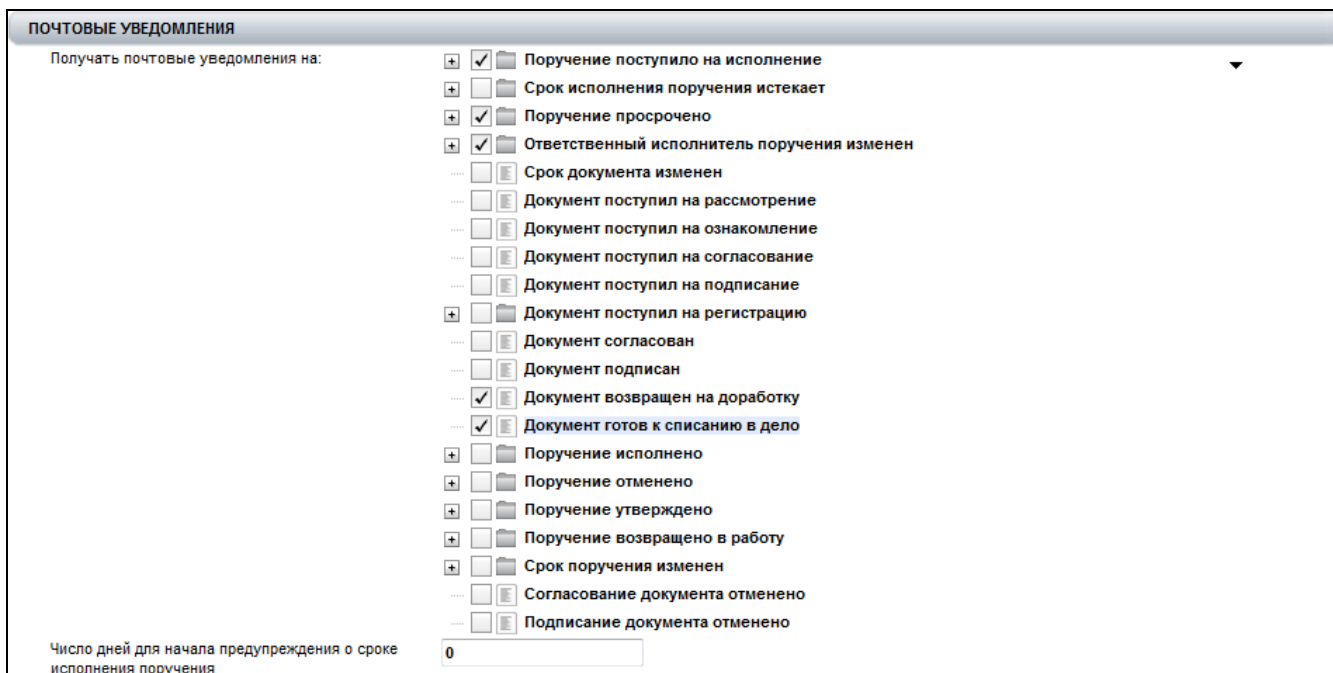 ПОЧТОВЫЕ УВЕДОМЛЕНИЯ
Получать почтовые уведомления на:
Поручение поступило на исполнение
Срок исполнения поручения истекает
Поручение просрочено
Ответственный исполнитель поручения изменен
Срок документа изменен
Документ поступил на рассмотрение
Документ поступил на ознакомление
Документ поступил на согласование
Документ поступил на подписание
Документ поступил на регистрацию
Документ согласован
Документ подписан
Документ возвращен на доработку
Документ готов к списанию в дело
Поручение исполнено
Поручение отменено
Поручение утверждено
Поручение возвращено в работу
Срок поручения изменен
Согласование документа отменено
Подписание документа отменено
Число дней для начала предупреждения о сроке
исполнения поручения
0